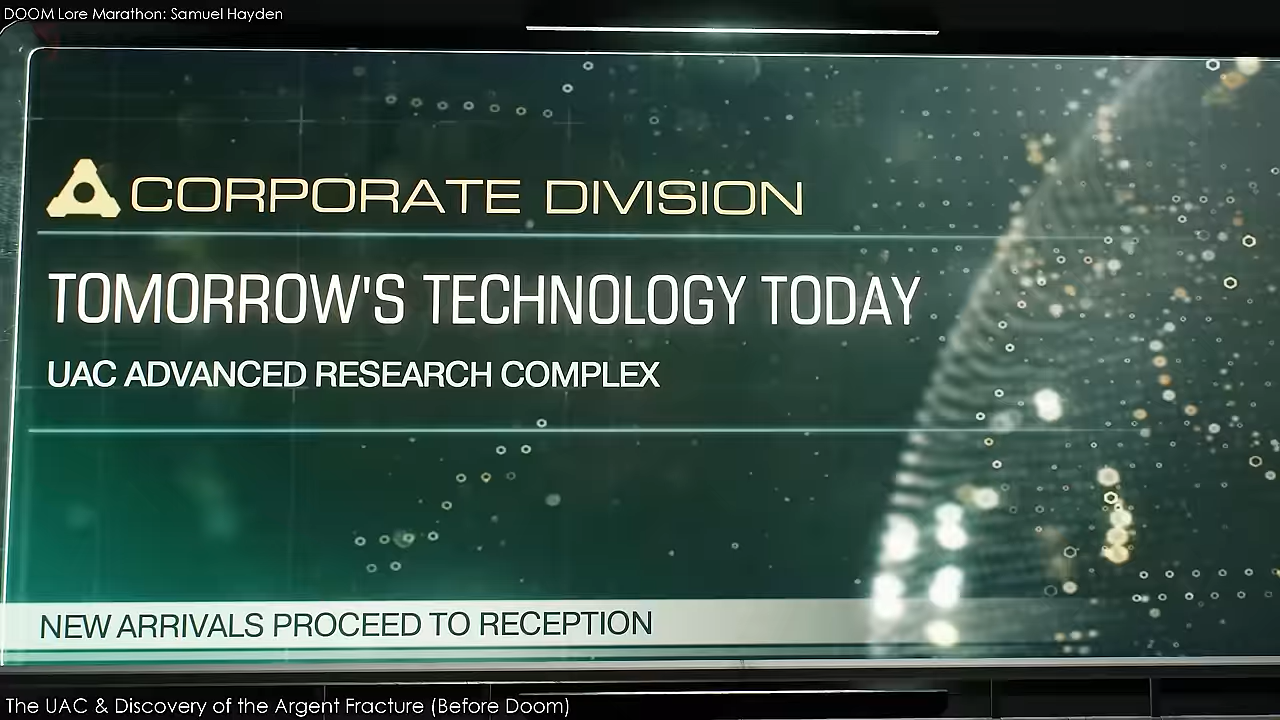 DOOM Lore Marathon: Samuel Hayden
CORPORATE DIVISION
TOMORROW'S TECHNOLOGY TODAY
UAC ADVANCED RESEARCH COMPLEX
NEW ARRIVALS PROCEED TO RECEPTION
The UAC & Discovery of the Argent Fracture (Before Doom)